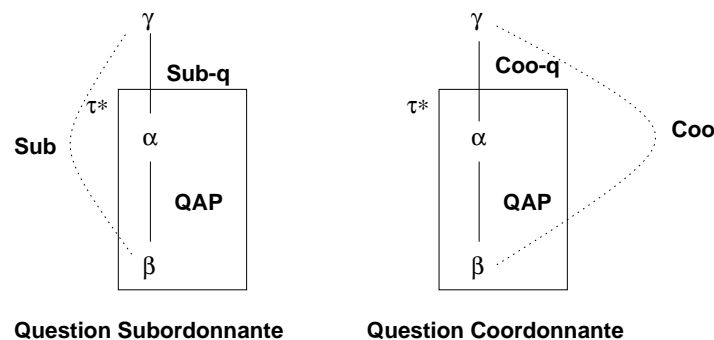 γ γ
Sub-q Coo-q
τ* τ*
α α
Sub Coo
QAP QAP
β β
Question Subordonnante Question Coordonnante